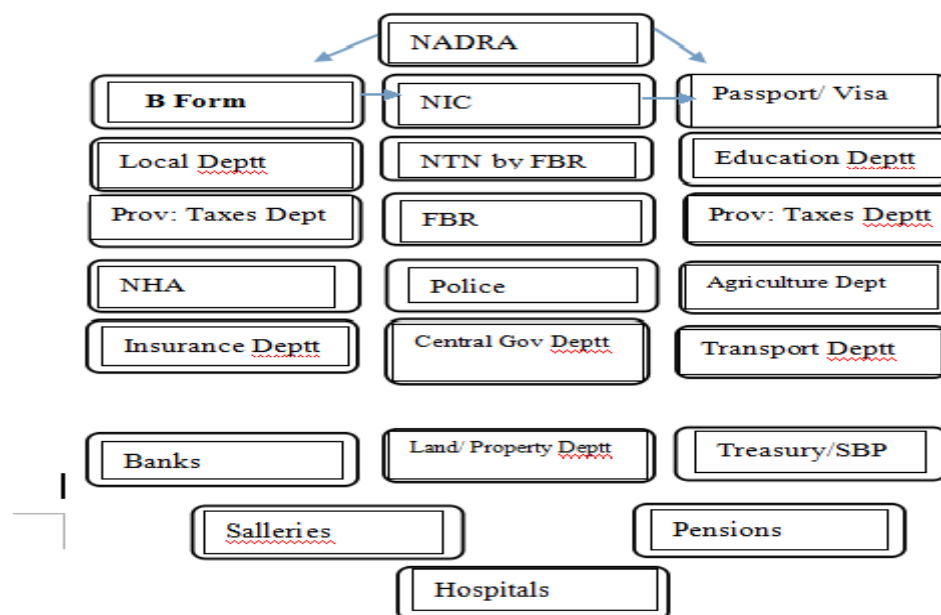 NADRA
B Form
NIC
Passport/ Visa
Local Deptt
NTN by FBR
Education Deptt
Prov: Taxes Dept
FBR
Prov: Taxes Deptt
NHA
Police
Agriculture Dept
Insurance Deptt
Central Gov Deptt
Transport Deptt
Banks
Land/ Property Deptt
Treasury/SBP
Salleries
Pensions
Hospitals